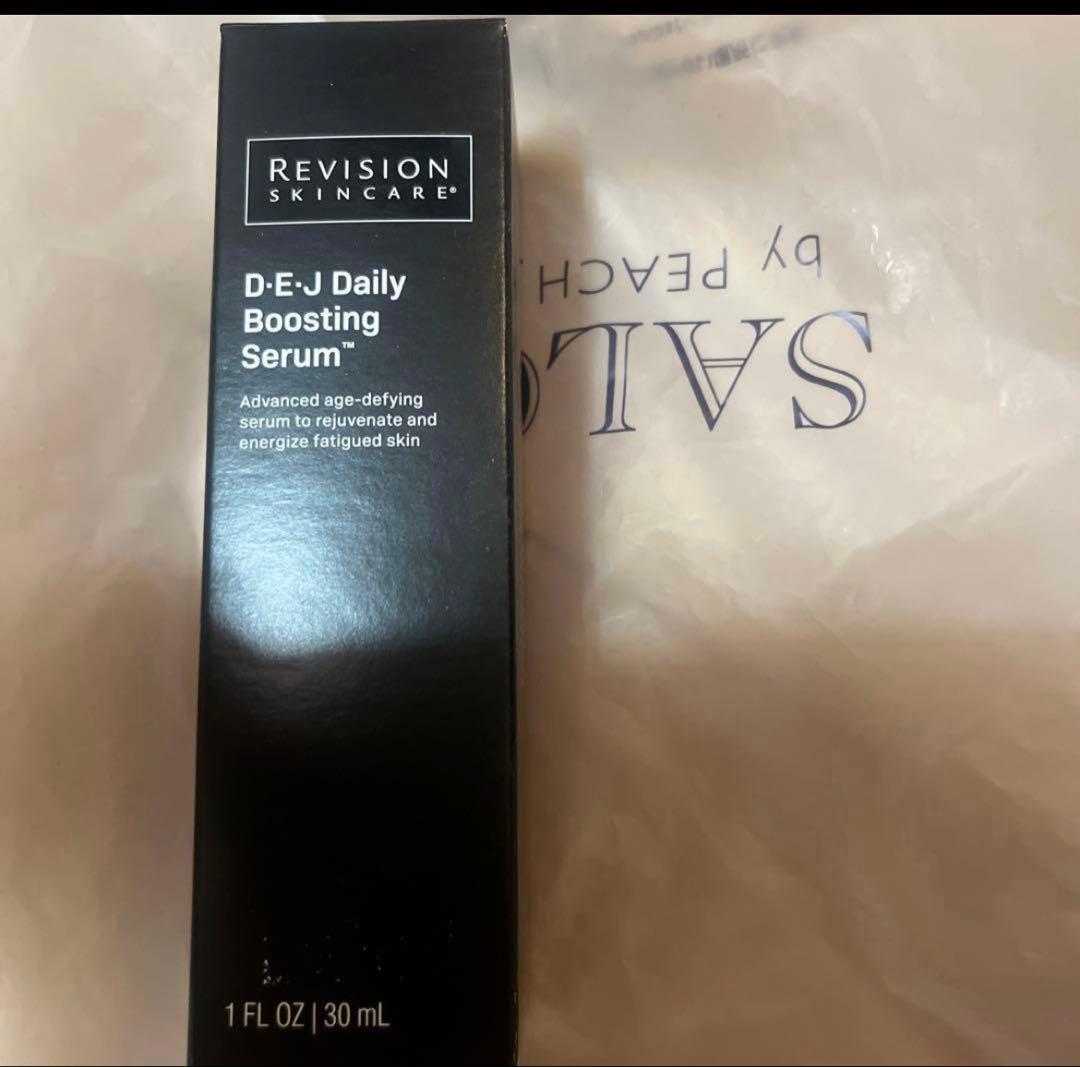 REVISION
SKINCARE®
D·E·J Daily
Boosting
Serum™
Advanced age-defying
serum to rejuvenate and
energize fatigued skin
1 FL OZ | 30 mL
SALO
by PEACH